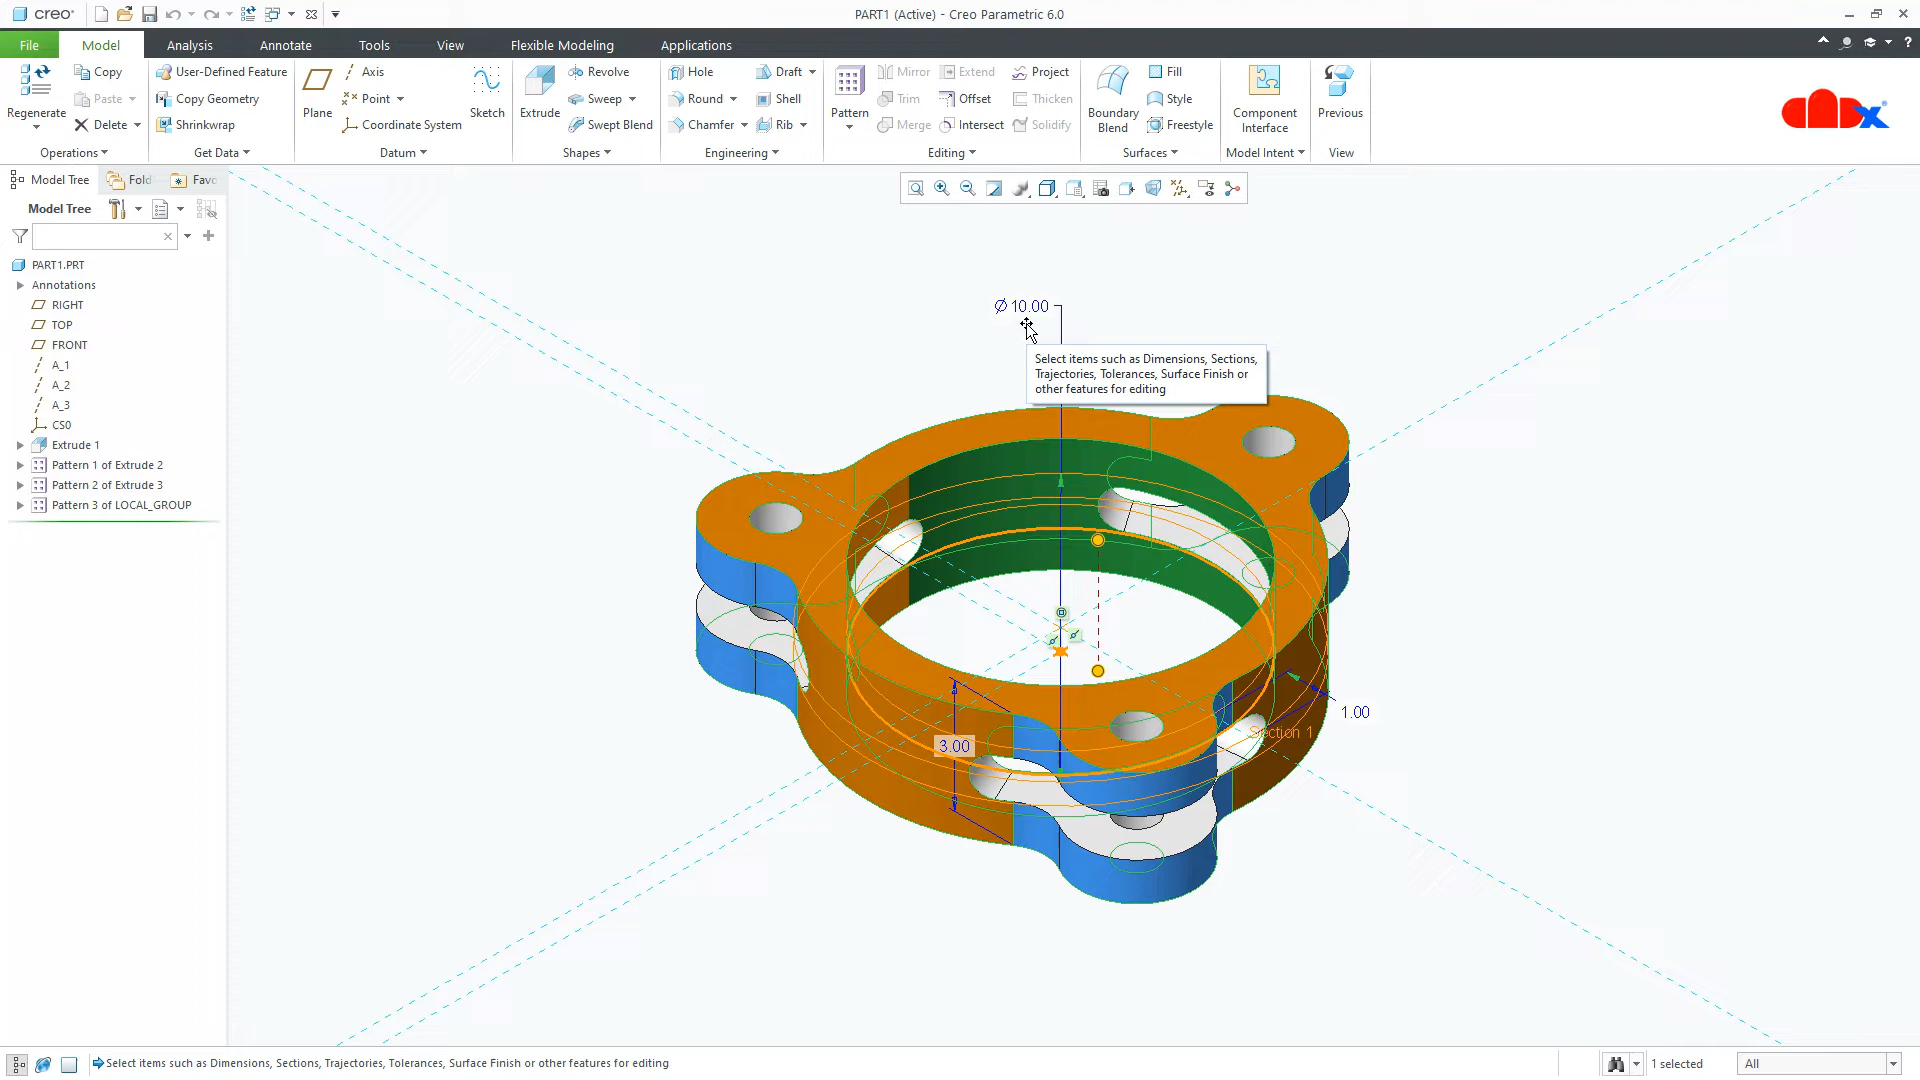 creo
PART1 (Active) - Creo Parametric 6.0
File
Model
Analysis
Annotate
Tools
View
Flexible Modeling
Applications
Regenerate
Copy
Paste
Delete
Operations
User-Defined Feature
Copy Geometry
Shrinkwrap
Get Data
Plane
Axis
Point
Coordinate System
Sketch
Datum
Extrude
Revolve
Sweep
Swept Blend
Shapes
Hole
Round
Chamfer
Draft
Shell
Rib
Engineering
Pattern
Mirror
Trim
Merge
Extend
Offset
Intersect
Project
Thicken
Solidify
Editing
Boundary
Blend
Fill
Style
Freestyle
Surfaces
Component
Interface
Model Intent
Previous
View
Model Tree
Fold
Favo
Model Tree
PART1.PRT
Annotations
RIGHT
TOP
FRONT
A_1
A_2
A_3
CS0
Extrude 1
Pattern 1 of Extrude 2
Pattern 2 of Extrude 3
Pattern 3 of LOCAL_GROUP
Ø 10.00
Select items such as Dimensions, Sections,
Trajectories, Tolerances, Surface Finish or
other features for editing
1.00
Section 1
3.00
Select items such as Dimensions, Sections, Trajectories, Tolerances, Surface Finish or other features for editing
1 selected
All